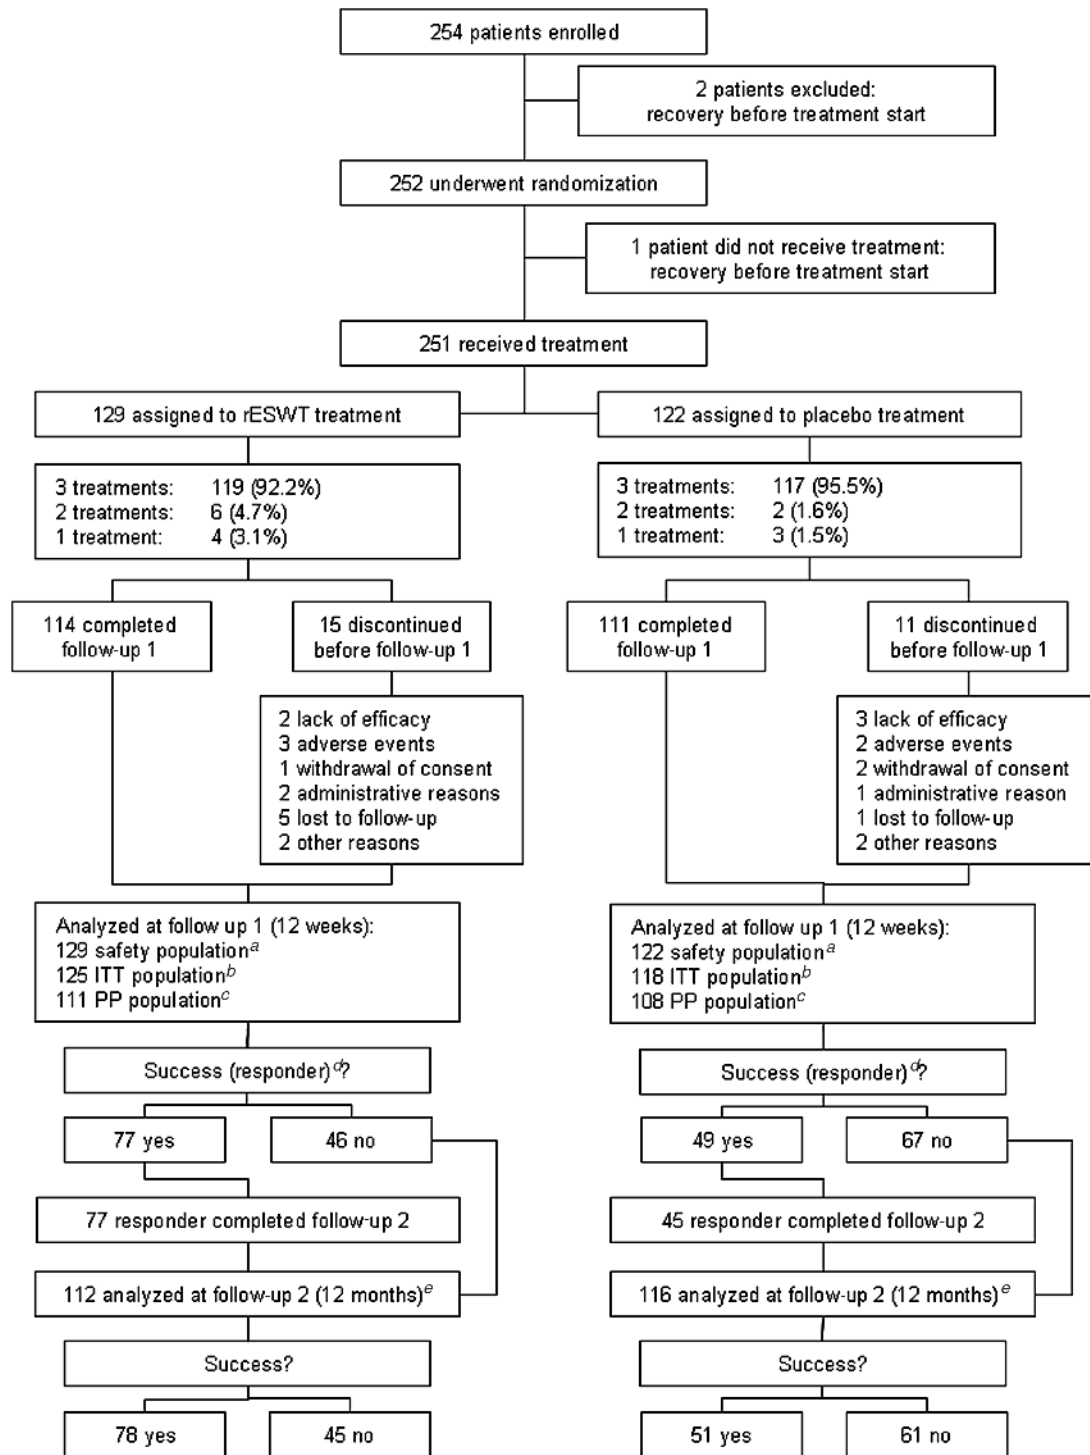 254 patients enrolled
2 patients excluded:
recovery before treatment start
252 underwent randomization
1 patient did not receive treatment:
recovery before treatment start
251 received treatment
129 assigned to rESWT treatment
122 assigned to placebo treatment
3 treatments: 119 (92.2%)
2 treatments: 6 (4.7%)
1 treatment: 4 (3.1%)
3 treatments: 117 (95.5%)
2 treatments: 2 (1.6%)
1 treatment: 3 (1.5%)
114 completed
follow-up 1
15 discontinued
before follow-up 1
111 completed
follow-up 1
11 discontinued
before follow-up 1
2 lack of efficacy
3 adverse events
1 withdrawal of consent
2 administrative reasons
5 lost to follow-up
2 other reasons
3 lack of efficacy
2 adverse events
2 withdrawal of consent
1 administrative reason
1 lost to follow-up
2 other reasons
Analyzed at follow up 1 (12 weeks):
129 safety population a
125 ITT population b
111 PP population c
Analyzed at follow up 1 (12 weeks):
122 safety population a
118 ITT population b
108 PP population c
Success (responder) d?
Success (responder) d?
77 yes
46 no
49 yes
67 no
77 responder completed follow-up 2
45 responder completed follow-up 2
112 analyzed at follow-up 2 (12 months) e
116 analyzed at follow-up 2 (12 months) e
Success?
Success?
78 yes
45 no
51 yes
61 no